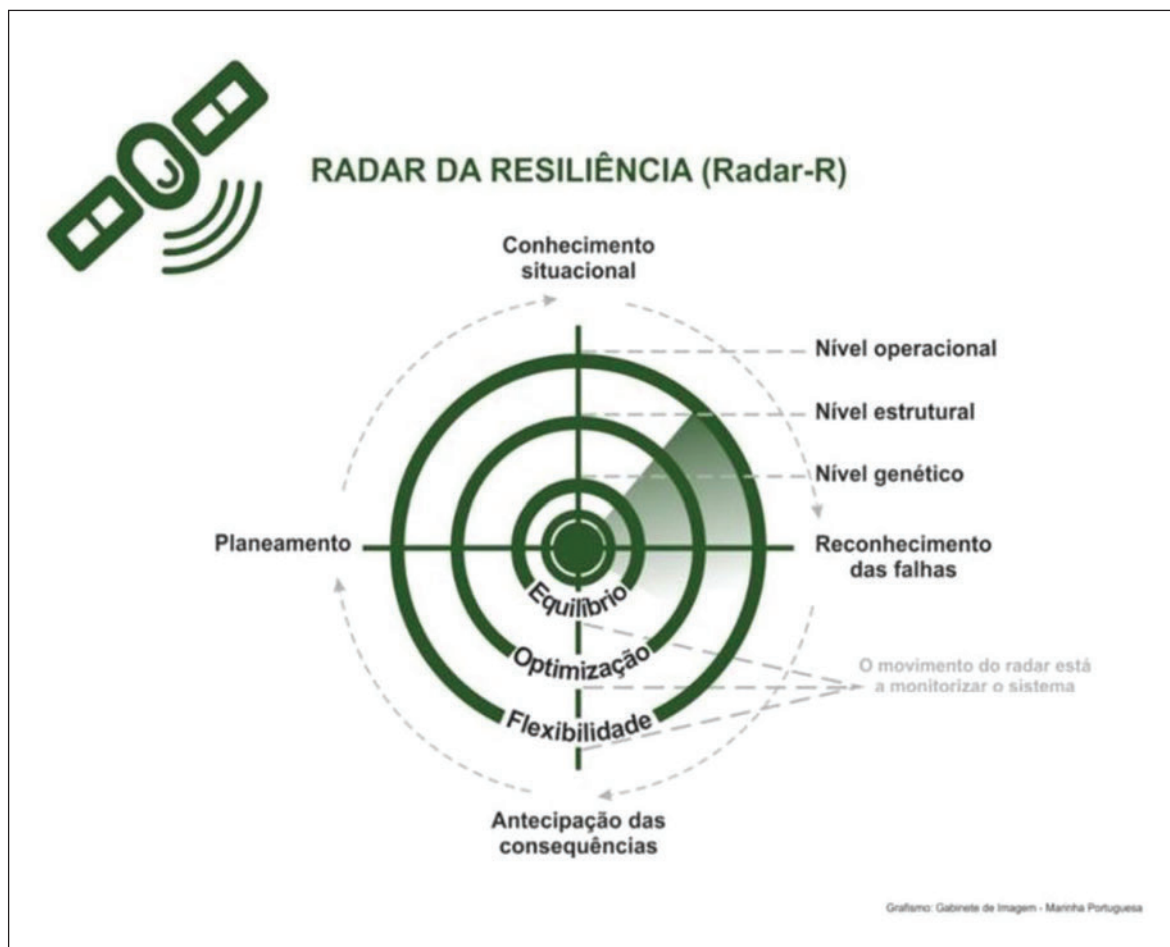 RADAR DA RESILIÊNCIA (Radar-R)
Conhecimento
situacional
Nível operacional
Nível estrutural
Nível genético
Planeamento
Reconhecimento
das falhas
Equilíbrio
Optimização
Flexibilidade
O movimento do radar está
a monitorizar o sistema
Antecipação das
consequências
Grafismo: Gabinete de Imagem - Marinha Portuguesa